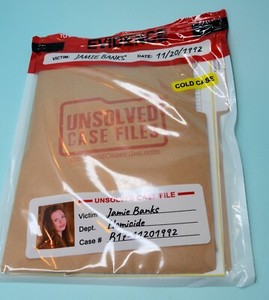 EVIDENCE
VICTIM: JAMIE BANKS DATE: 11/20/1992
COLD CASE
UNSOLVED
CASE FILES
UNSOLVED CASE FILE
Victim Jamie Banks
Dept. Homicide
Case #